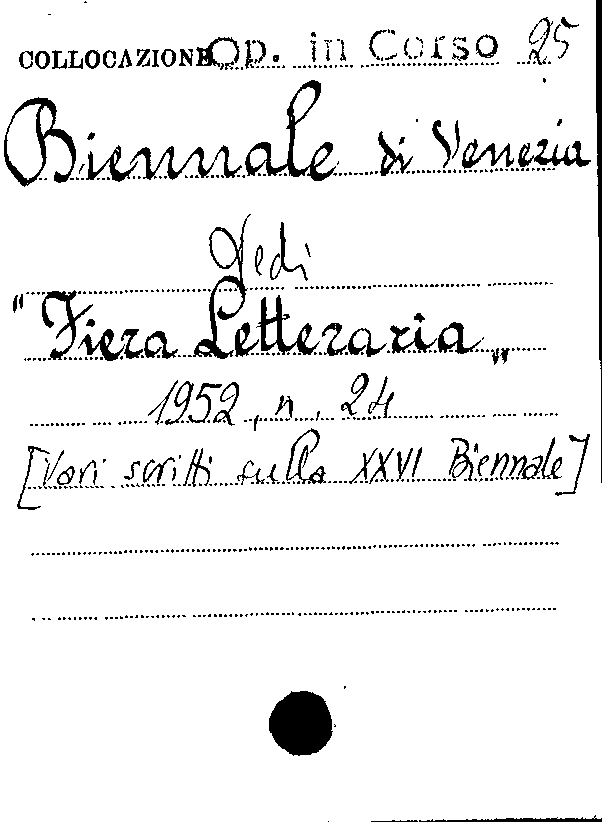 COLLOCAZIONE Op. in Corso 25
Biennale di Venezia
Vedi
"Fiera Letteraria"
1952, n. 24
[Vari scritti sulla XXVI Biennale]